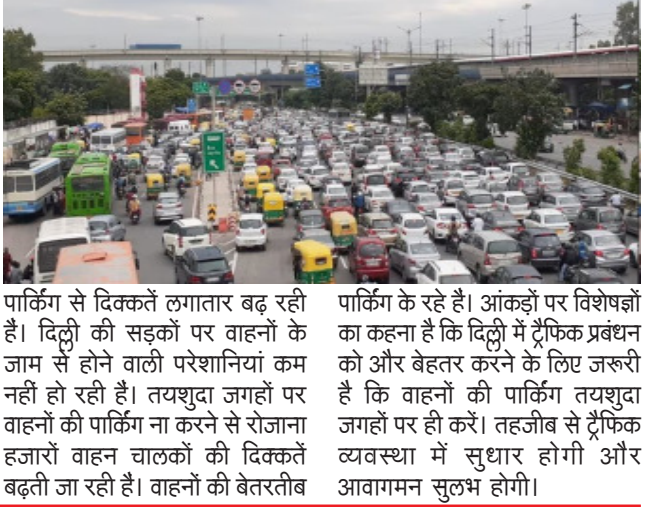 पार्किंग से दिक्कतें लगातार बढ़ रही
हैं। दिल्ली की सड़कों पर वाहनों के
जाम से होने वाली परेशानियां कम
नहीं हो रही हैं। तयशुदा जगहों पर
वाहनों की पार्किंग ना करने से रोजाना
हजारों वाहन चालकों की दिक्कतें
बढ़ती जा रही हैं। वाहनों की बेतरतीब
पार्किंग के रहे हैं। आंकड़ों पर विशेषज्ञों
का कहना है कि दिल्ली में ट्रैफिक प्रबंधन
को और बेहतर करने के लिए जरूरी
है कि वाहनों की पार्किंग तयशुदा
जगहों पर ही करें। तहजीब से ट्रैफिक
व्यवस्था में सुधार होगी और
आवागमन सुलभ होगी।